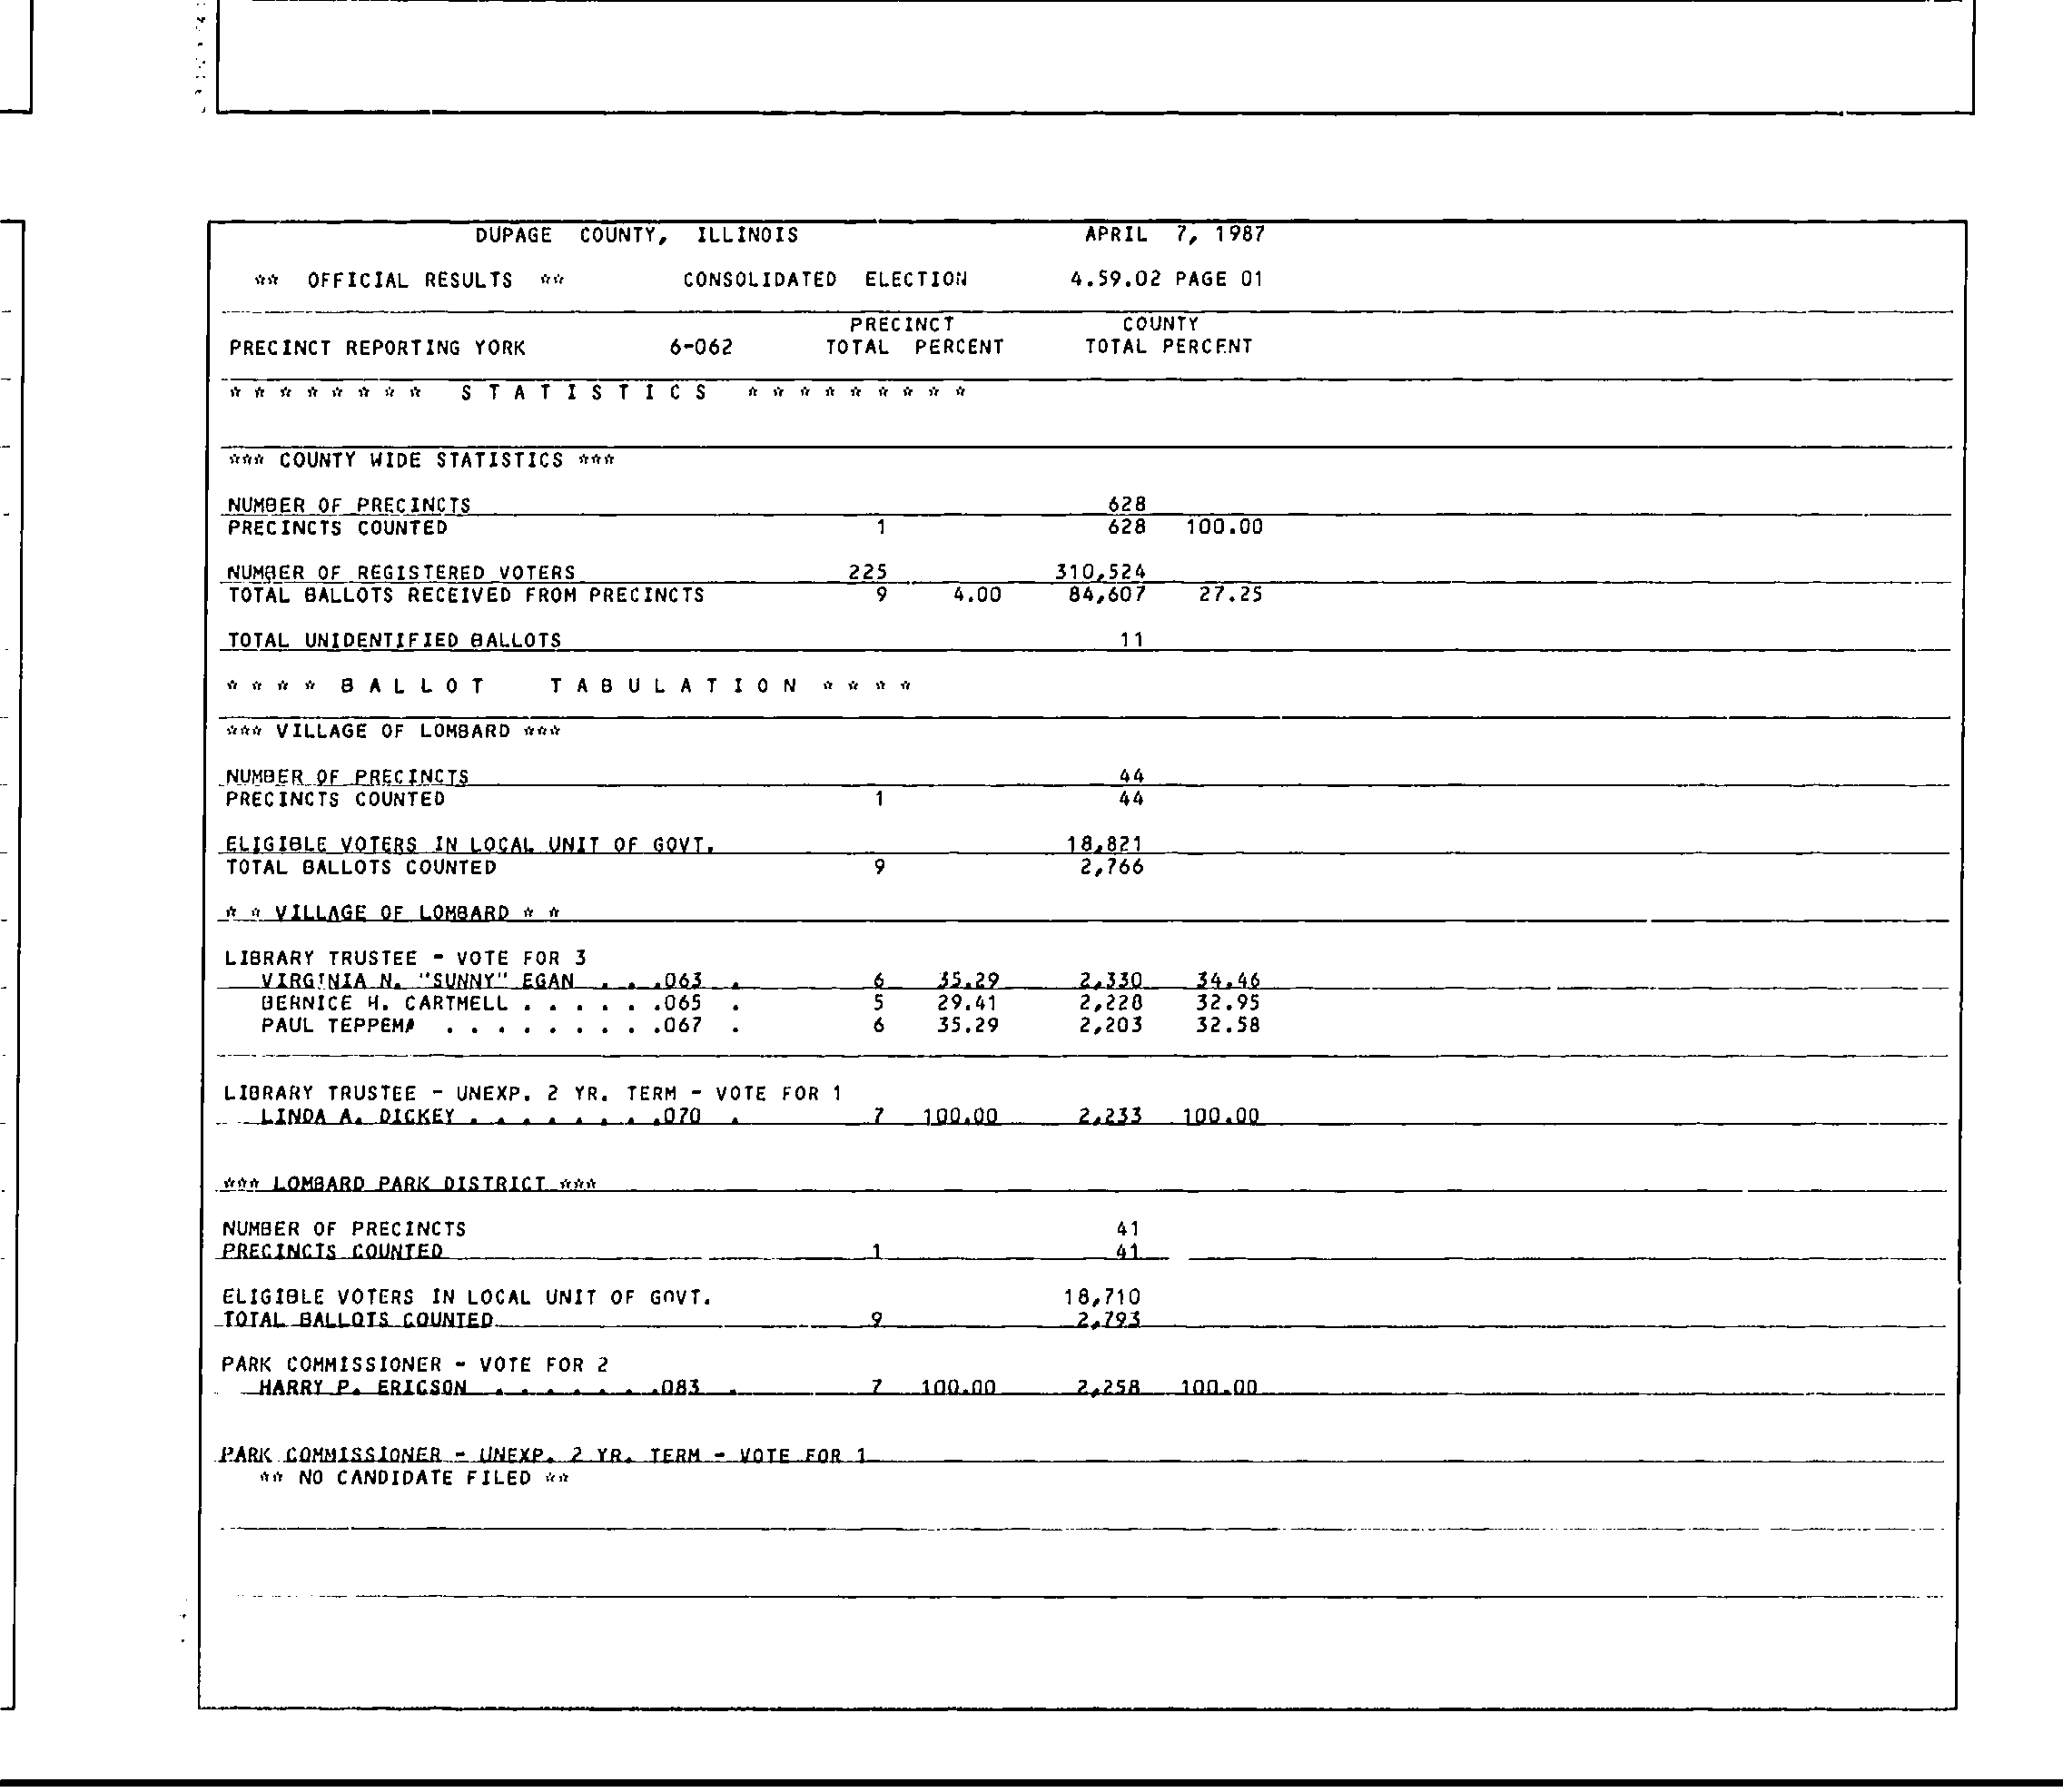 DUPAGE COUNTY, ILLINOIS APRIL 7, 1987
** OFFICIAL RESULTS ** CONSOLIDATED ELECTION 4.59.02 PAGE 01
PRECINCT COUNTY
PRECINCT REPORTING YORK 6-062 TOTAL PERCENT TOTAL PERCENT
* * * * * * * * S T A T I S T I C S * * * * * * * * *
*** COUNTY WIDE STATISTICS ***
NUMBER OF PRECINCTS 628
PRECINCTS COUNTED 1 628 100.00
NUMBER OF REGISTERED VOTERS 225 310,524
TOTAL BALLOTS RECEIVED FROM PRECINCTS 9 4.00 84,607 27.25
TOTAL UNIDENTIFIED BALLOTS 11
* * * * B A L L O T T A B U L A T I O N * * * *
*** VILLAGE OF LOMBARD ***
NUMBER OF PRECINCTS 44
PRECINCTS COUNTED 1 44
ELIGIBLE VOTERS IN LOCAL UNIT OF GOVT. 18,821
TOTAL BALLOTS COUNTED 9 2,766
* * VILLAGE OF LOMBARD * *
LIBRARY TRUSTEE - VOTE FOR 3
VIRGINIA N. "SUNNY" EGAN . . .063 . 6 35.29 2,330 34.46
BERNICE H. CARTMELL . . . . . .065 . 5 29.41 2,228 32.95
PAUL TEPPEMA . . . . . . . . .067 . 6 35.29 2,203 32.58
LIBRARY TRUSTEE - UNEXP. 2 YR. TERM - VOTE FOR 1
LINDA A. DICKEY . . . . . . . .070 . 7 100.00 2,233 100.00
*** LOMBARD PARK DISTRICT ***
NUMBER OF PRECINCTS 41
PRECINCTS COUNTED 1 41
ELIGIBLE VOTERS IN LOCAL UNIT OF GOVT. 18,710
TOTAL BALLOTS COUNTED 9 2,793
PARK COMMISSIONER - VOTE FOR 2
HARRY P. ERICSON . . . . . . .083 . 7 100.00 2,258 100.00
PARK COMMISSIONER - UNEXP. 2 YR. TERM - VOTE FOR 1
** NO CANDIDATE FILED **